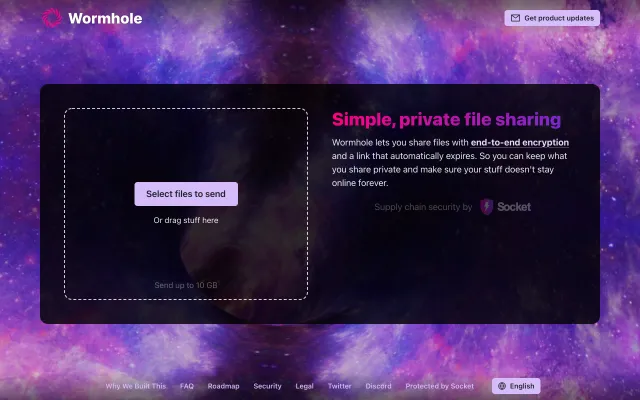 Wormhole
Get product updates
Select files to send
Or drag stuff here
Send up to 10 GB
Simple, private file sharing
Wormhole lets you share files with end-to-end encryption
and a link that automatically expires. So you can keep what
you share private and make sure your stuff doesn't stay
online forever.
Supply chain security by Socket
Why We Built This FAQ Roadmap Security Legal Twitter Discord Protected by Socket English